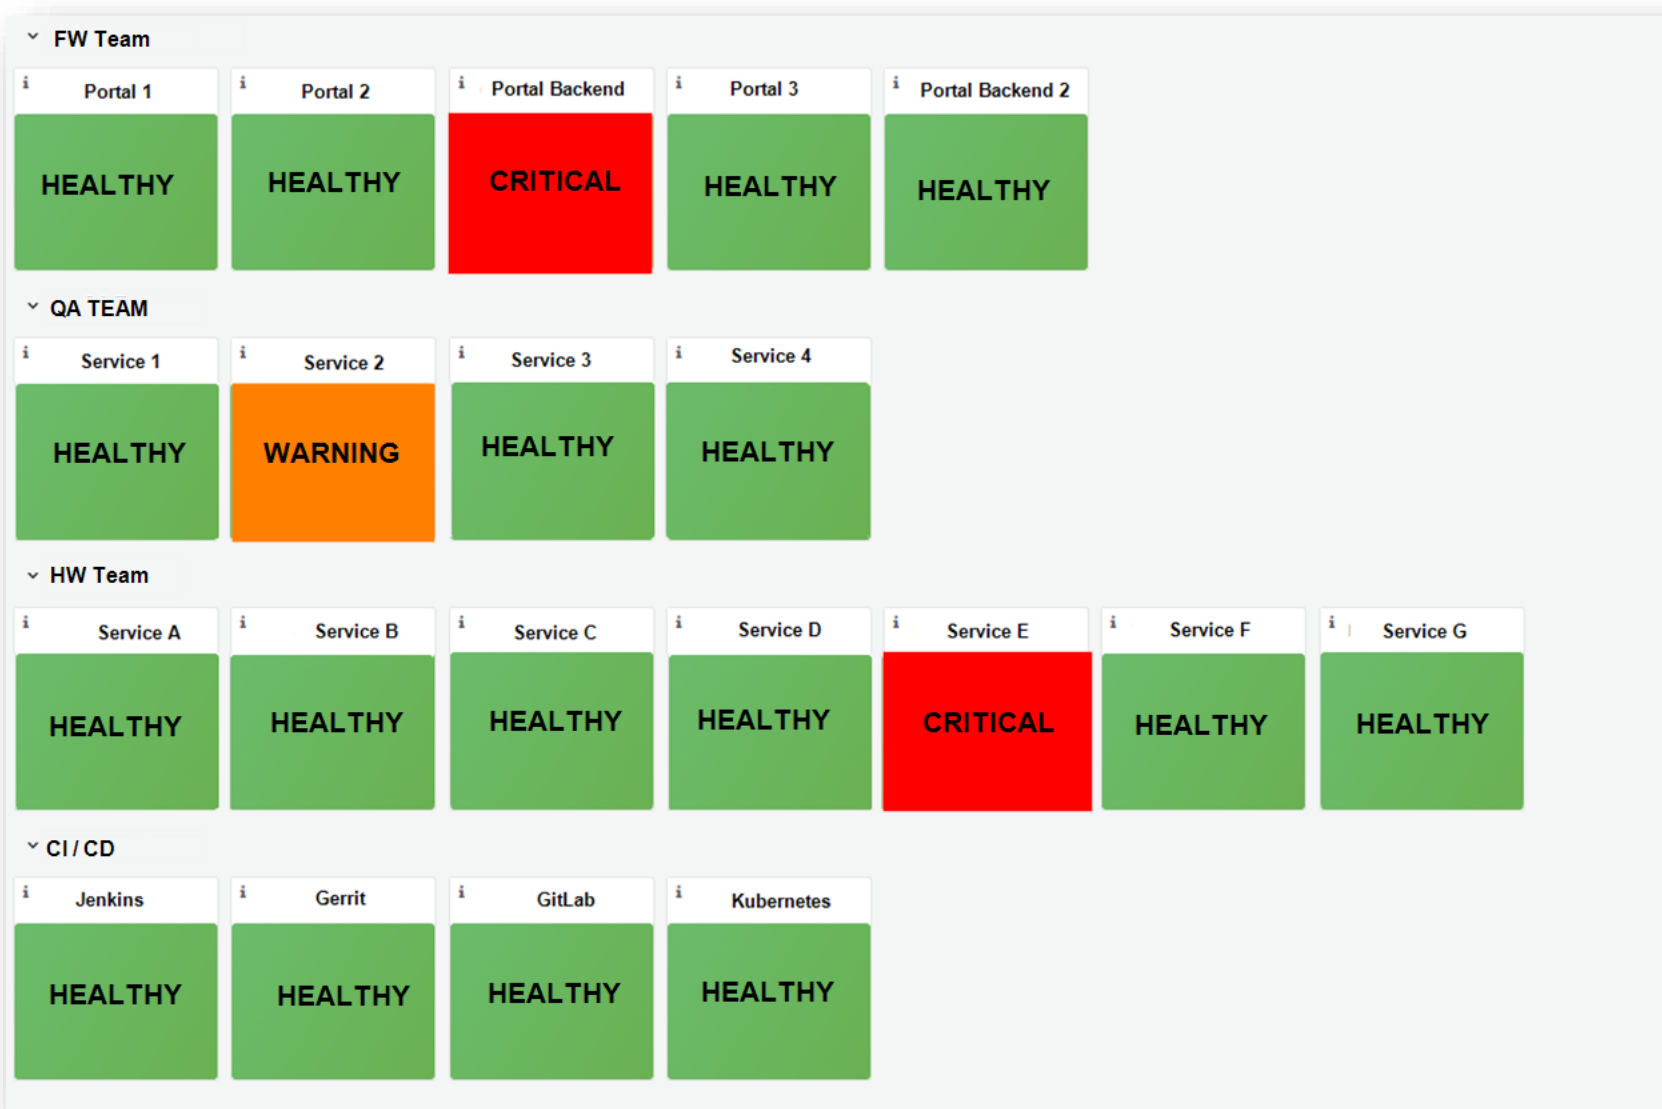 FW Team
i Portal 1 i Portal 2 i Portal Backend i Portal 3 i Portal Backend 2
HEALTHY HEALTHY CRITICAL HEALTHY HEALTHY
QA TEAM
i Service 1 i Service 2 i Service 3 i Service 4
HEALTHY WARNING HEALTHY HEALTHY
HW Team
i Service A i Service B i Service C i Service D i Service E i Service F i Service G
HEALTHY HEALTHY HEALTHY HEALTHY CRITICAL HEALTHY HEALTHY
CI / CD
i Jenkins i Gerrit i GitLab i Kubernetes
HEALTHY HEALTHY HEALTHY HEALTHY